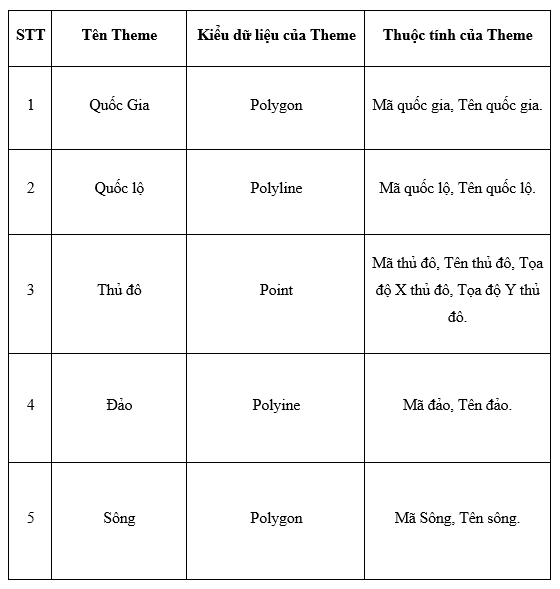 STT Tên Theme Kiểu dữ liệu của Theme Thuộc tính của Theme
1 Quốc Gia Polygon Mã quốc gia, Tên quốc gia.
2 Quốc lộ Polyline Mã quốc lộ, Tên quốc lộ.
3 Thủ đô Point Mã thủ đô, Tên thủ đô, Tọa
độ X thủ đô, Tọa độ Y thủ
đô.
4 Đảo Polyine Mã đảo, Tên đảo.
5 Sông Polygon Mã Sông, Tên sông.